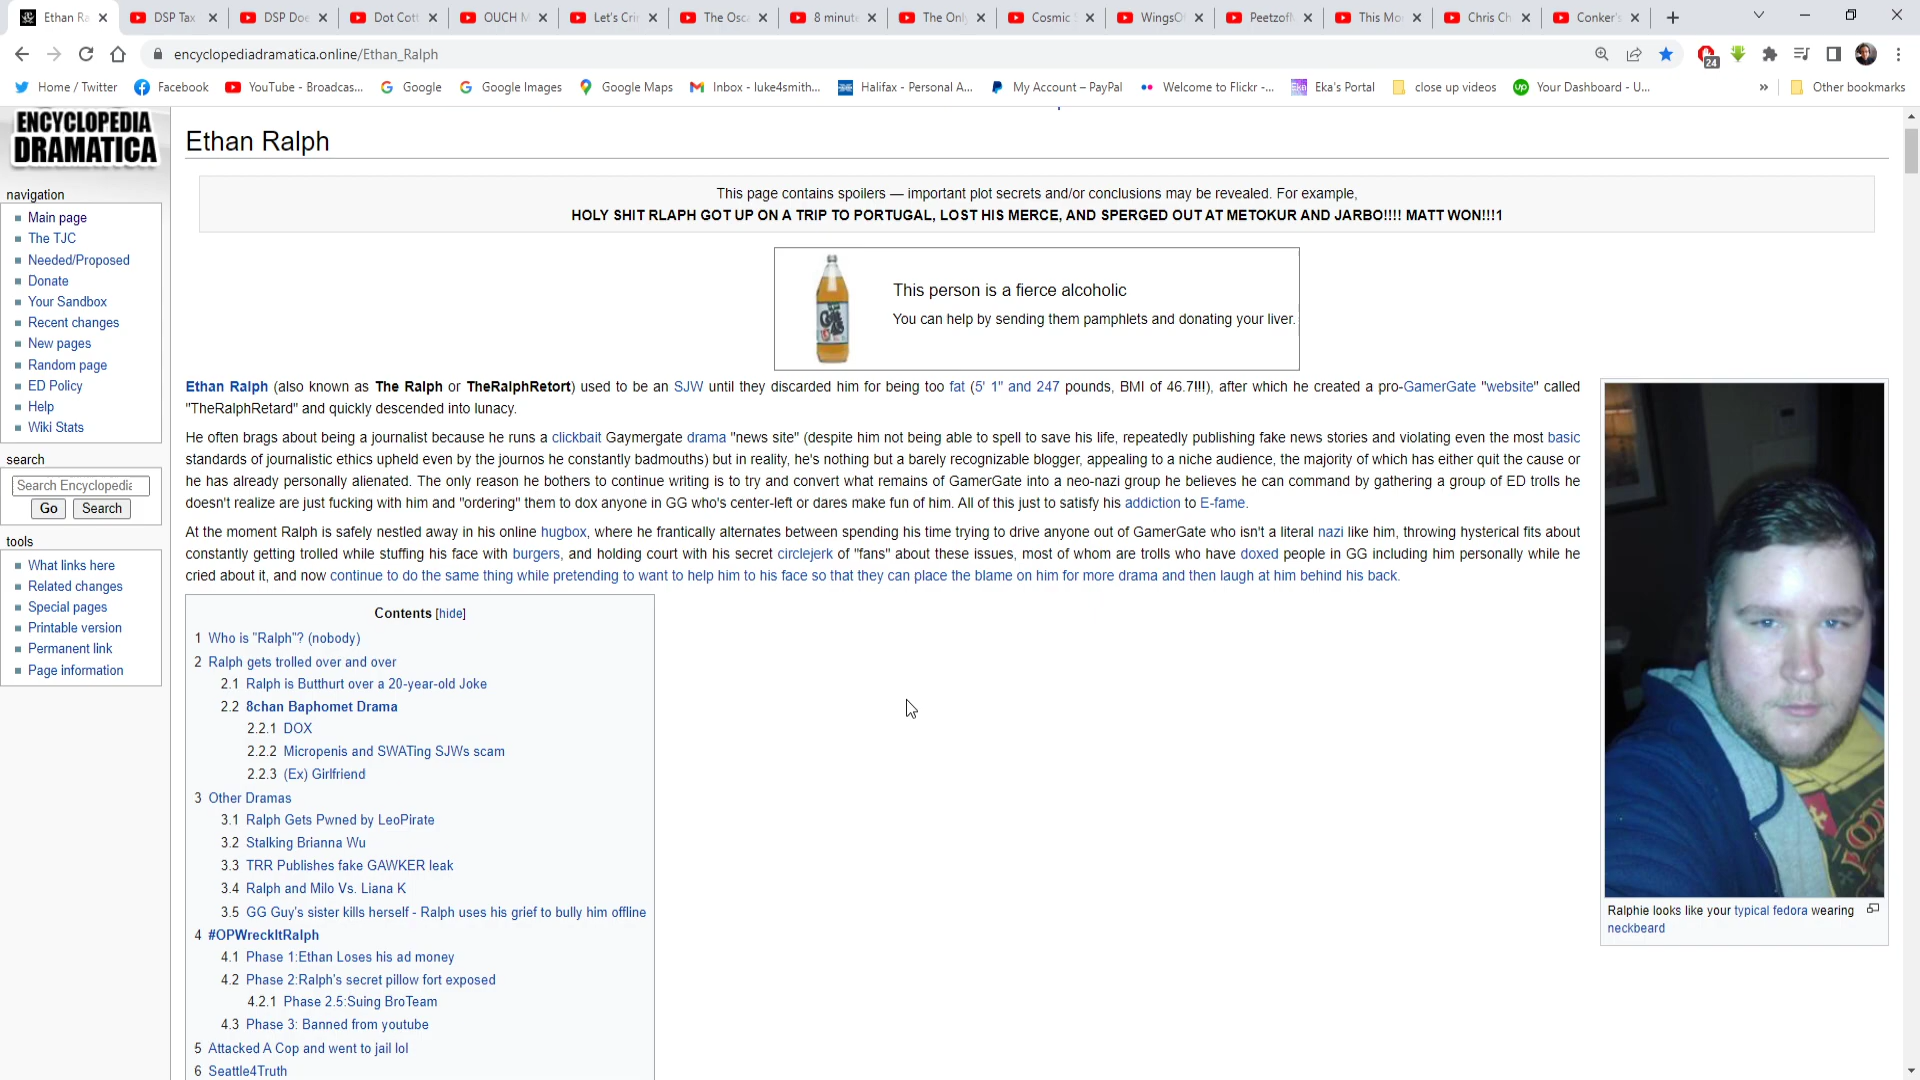 Ethan Ra
DSP Tax
DSP Doe
Dot Cott
OUCH M
Let's Cri
The Osc
8 minut
The Onl
Cosmic
WingsO
Peetzof
This Mo
Chris Ch
Conker's
encyclopediadramatica.online/Ethan_Ralph
24
Home / Twitter
Facebook
YouTube - Broadcas...
Google
Google Images
Google Maps
Inbox - luke4smith...
Halifax - Personal A...
My Account – PayPal
Welcome to Flickr -...
Eka's Portal
close up videos
Your Dashboard - U...
»
Other bookmarks
ENCYCLOPEDIA
DRAMATICA
navigation
Main page
The TJC
Needed/Proposed
Donate
Your Sandbox
Recent changes
New pages
Random page
ED Policy
Help
Wiki Stats
search
Search Encyclopedia
Go Search
tools
What links here
Related changes
Special pages
Printable version
Permanent link
Page information
Ethan Ralph
This page contains spoilers — important plot secrets and/or conclusions may be revealed. For example,
HOLY SHIT RLAPH GOT UP ON A TRIP TO PORTUGAL, LOST HIS MERCE, AND SPERGED OUT AT METOKUR AND JARBO!!!! MATT WON!!!1
This person is a fierce alcoholic
You can help by sending them pamphlets and donating your liver.
Ethan Ralph (also known as The Ralph or TheRalphRetort) used to be an SJW until they discarded him for being too fat (5' 1" and 247 pounds, BMI of 46.7!!!), after which he created a pro-GamerGate "website" called
"TheRalphRetard" and quickly descended into lunacy.
He often brags about being a journalist because he runs a clickbait Gaymergate drama "news site" (despite him not being able to spell to save his life, repeatedly publishing fake news stories and violating even the most basic
standards of journalistic ethics upheld even by the journos he constantly badmouths) but in reality, he's nothing but a barely recognizable blogger, appealing to a niche audience, the majority of which has either quit the cause or
he has already personally alienated. The only reason he bothers to continue writing is to try and convert what remains of GamerGate into a neo-nazi group he believes he can command by gathering a group of ED trolls he
doesn't realize are just fucking with him and "ordering" them to dox anyone in GG who's center-left or dares make fun of him. All of this just to satisfy his addiction to E-fame.
At the moment Ralph is safely nestled away in his online hugbox, where he frantically alternates between spending his time trying to drive anyone out of GamerGate who isn't a literal nazi like him, throwing hysterical fits about
constantly getting trolled while stuffing his face with burgers, and holding court with his secret circlejerk of "fans" about these issues, most of whom are trolls who have doxed people in GG including him personally while he
cried about it, and now continue to do the same thing while pretending to want to help him to his face so that they can place the blame on him for more drama and then laugh at him behind his back.
Contents [hide]
1 Who is "Ralph"? (nobody)
2 Ralph gets trolled over and over
2.1 Ralph is Butthurt over a 20-year-old Joke
2.2 8chan Baphomet Drama
2.2.1 DOX
2.2.2 Micropenis and SWATing SJWs scam
2.2.3 (Ex) Girlfriend
3 Other Dramas
3.1 Ralph Gets Pwned by LeoPirate
3.2 Stalking Brianna Wu
3.3 TRR Publishes fake GAWKER leak
3.4 Ralph and Milo Vs. Liana K
3.5 GG Guy's sister kills herself - Ralph uses his grief to bully him offline
4 #OPWreckItRalph
4.1 Phase 1:Ethan Loses his ad money
4.2 Phase 2:Ralph's secret pillow fort exposed
4.2.1 Phase 2.5:Suing BroTeam
4.3 Phase 3: Banned from youtube
5 Attacked A Cop and went to jail lol
6 Seattle4Truth
Ralphie looks like your typical fedora wearing
neckbeard